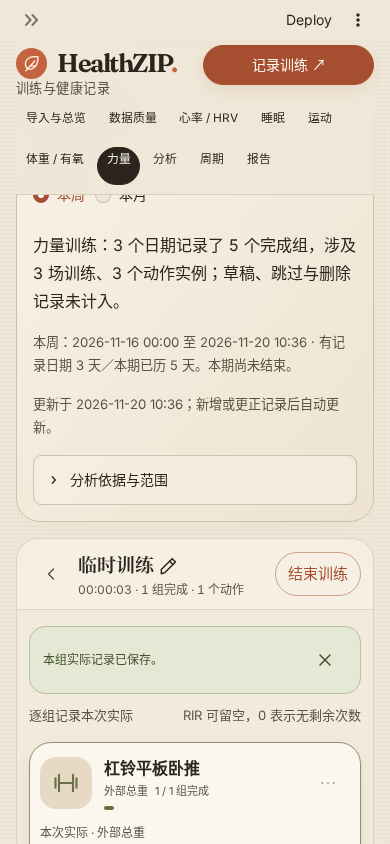 Deploy
HealthZIP.
记录训练 ↗
训练与健康记录
导入与总览 数据质量 心率 / HRV 睡眠 运动
体重 / 有氧 力量 分析 周期 报告
本周 本月
力量训练：3 个日期记录了 5 个完成组，涉及
3 场训练、3 个动作实例；草稿、跳过与删除
记录未计入。
本周：2026-11-16 00:00 至 2026-11-20 10:36 · 有记
录日期 3 天／本期已历 5 天。本期尚未结束。
更新于 2026-11-20 10:36；新增或更正记录后自动更
新。
分析依据与范围
临时训练
00:00:03 · 1 组完成 · 1 个动作
结束训练
本组实际记录已保存。
逐组记录本次实际 RIR 可留空，0 表示无剩余次数
杠铃平板卧推
外部总重 1 / 1 组完成
本次实际 · 外部总重